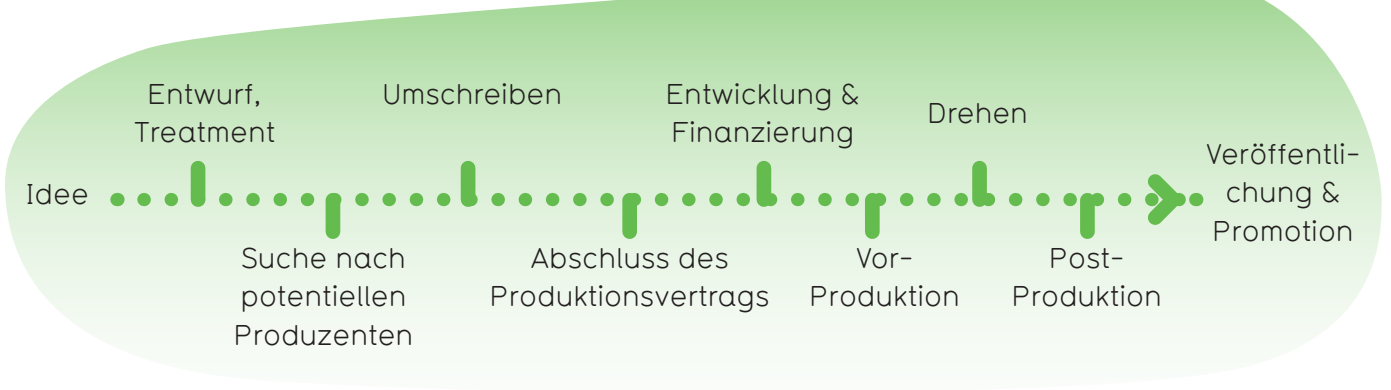 Idee
Entwurf,
Treatment
Suche nach
potentiellen
Produzenten
Umschreiben
Abschluss des
Produktionsvertrags
Entwicklung &
Finanzierung
Vor-
Produktion
Drehen
Post-
Produktion
Veröffentli-
chung &
Promotion